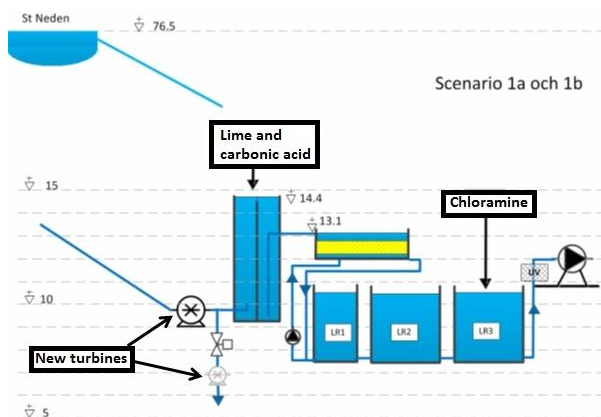 St Neden
76.5
Scenario 1a och 1b
Lime and
carbonic acid
15
14.4
Chloramine
13.1
UV
10
LR1
LR2
LR3
New turbines
5